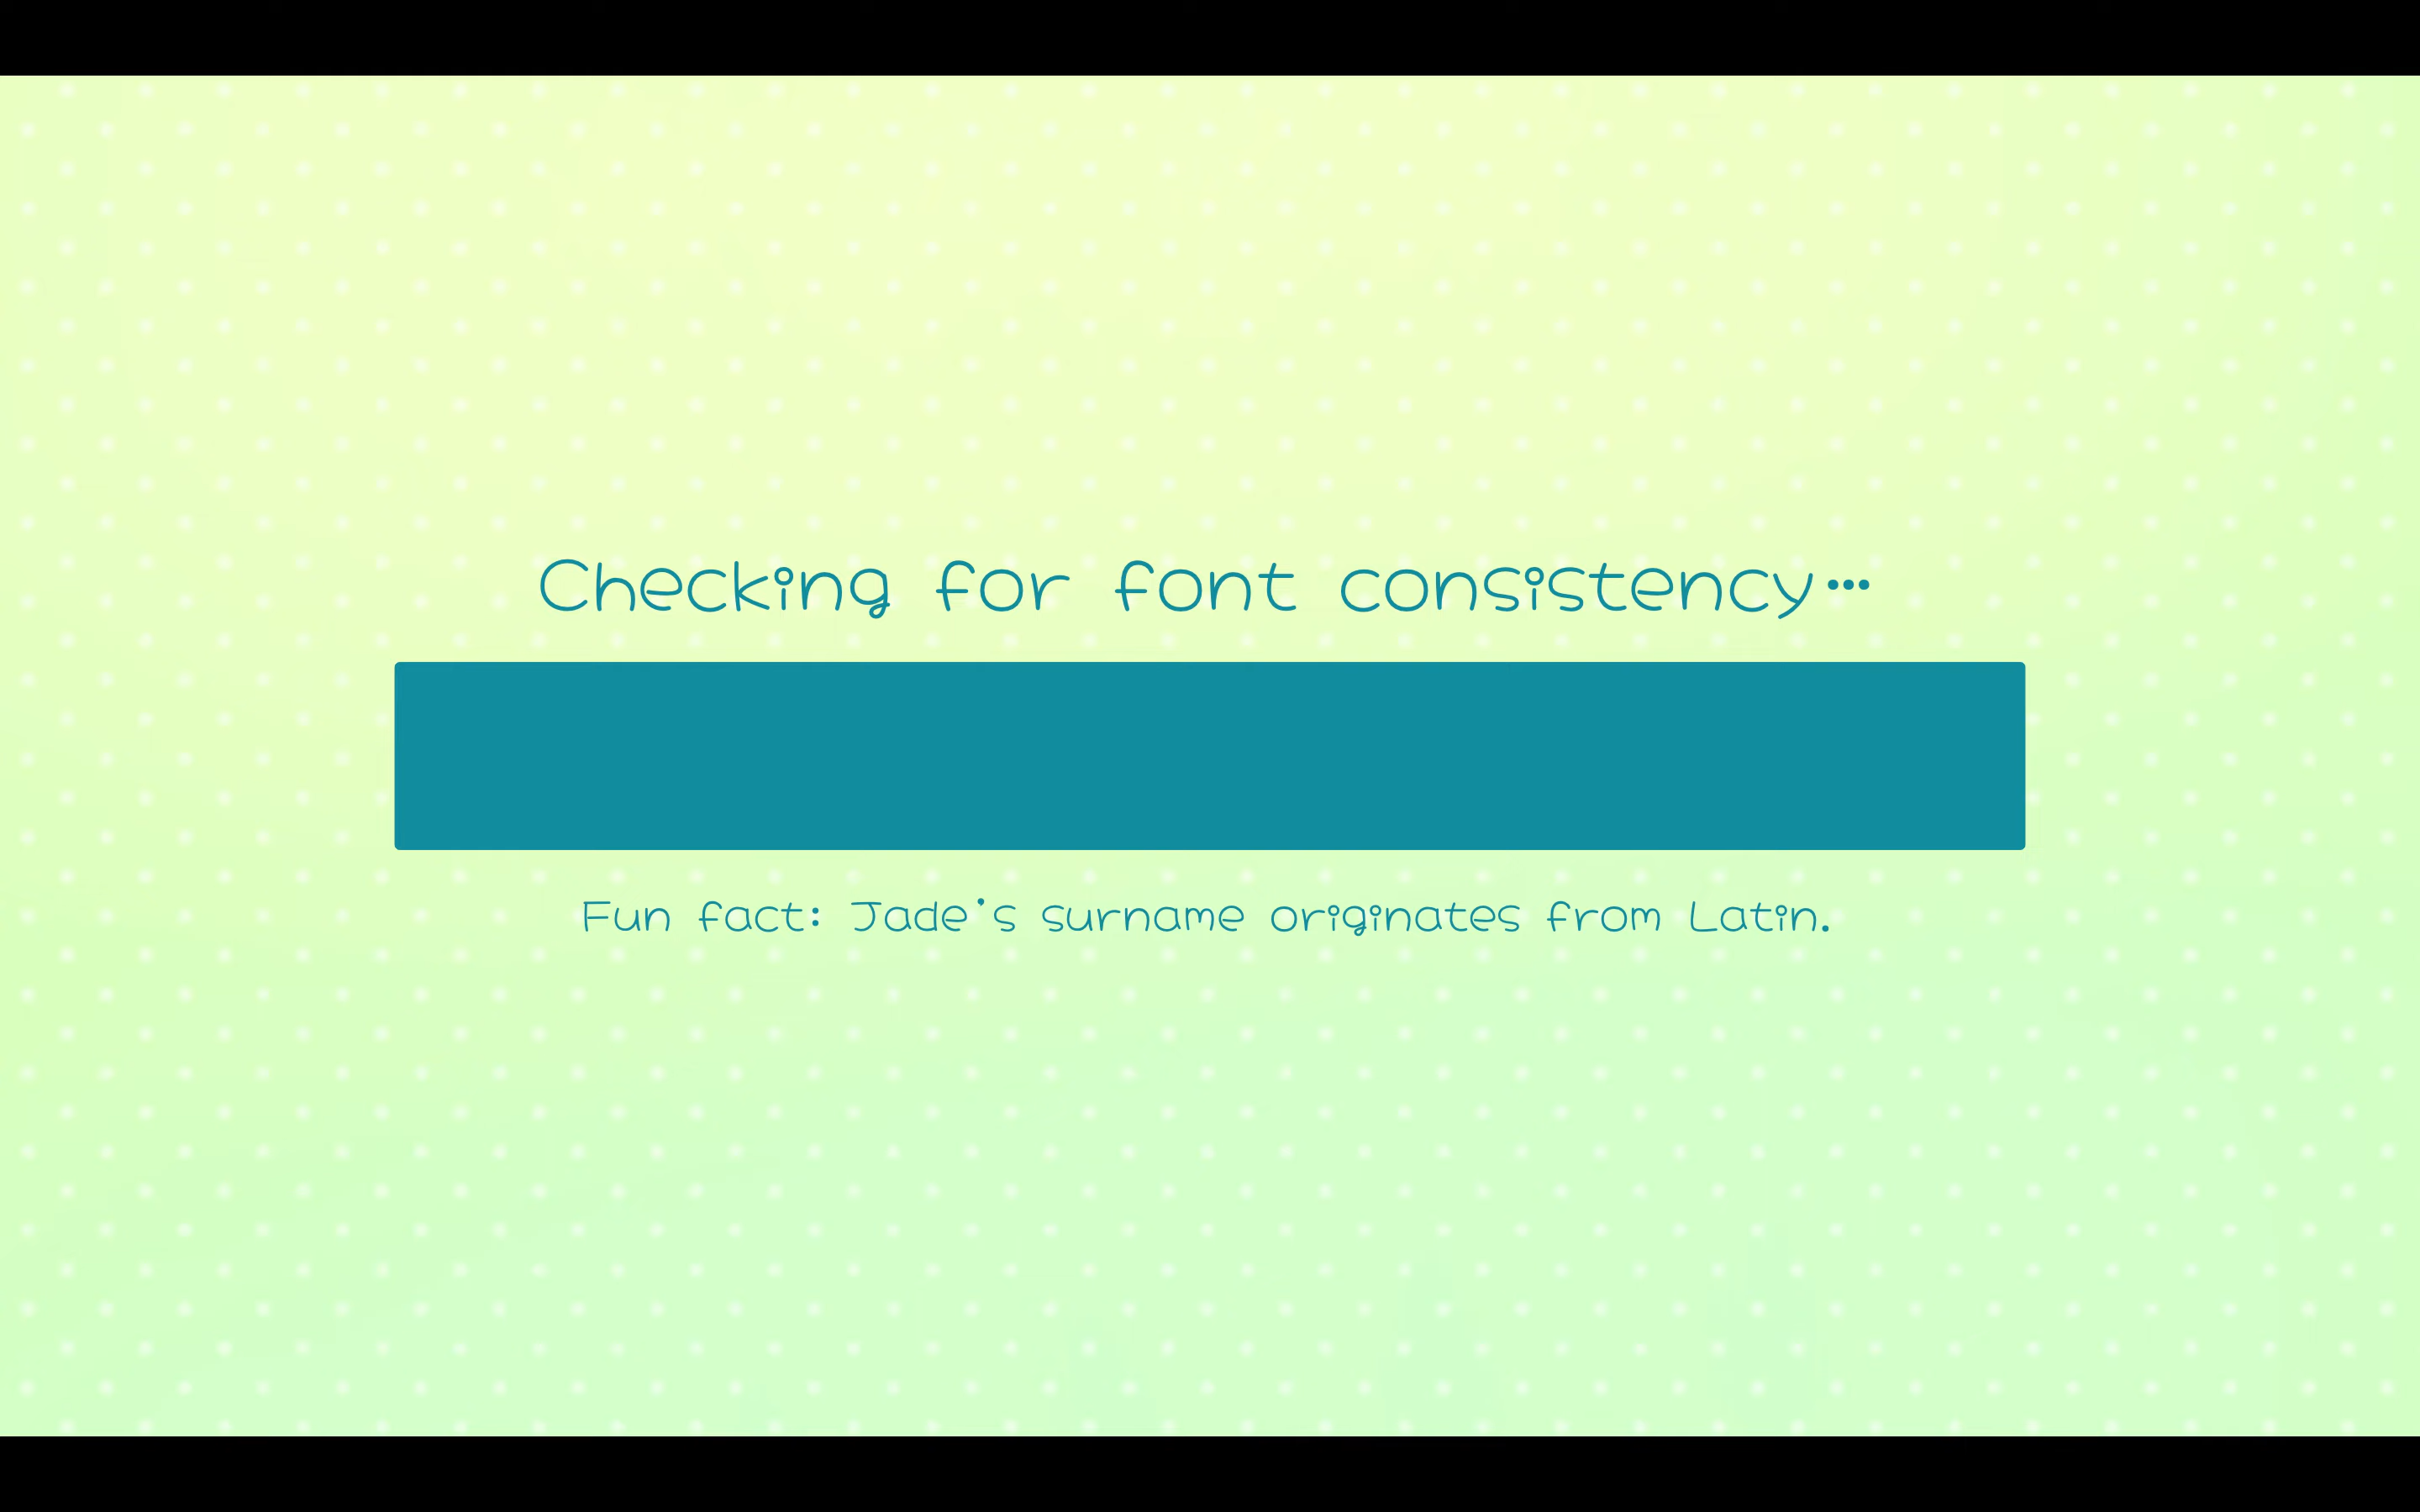 Checking for font consistency…
Fun fact: Jade's surname originates from Latin.